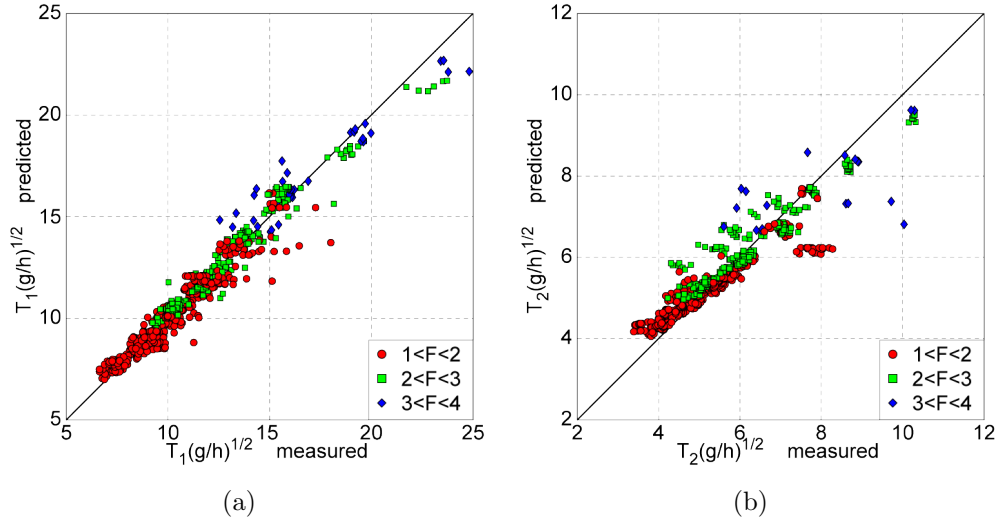 25
20
15
10
5
5
10
15
20
25
T₁(g/h)^1/2 predicted
T₁(g/h)^1/2 measured
1<F<2
2<F<3
3<F<4
(a)
12
10
8
6
4
2
2
4
6
8
10
12
T₂(g/h)^1/2 predicted
T₂(g/h)^1/2 measured
1<F<2
2<F<3
3<F<4
(b)